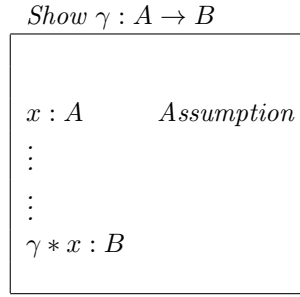 Show γ : A → B
x : A Assumption
⋮
⋮
γ ∗ x : B